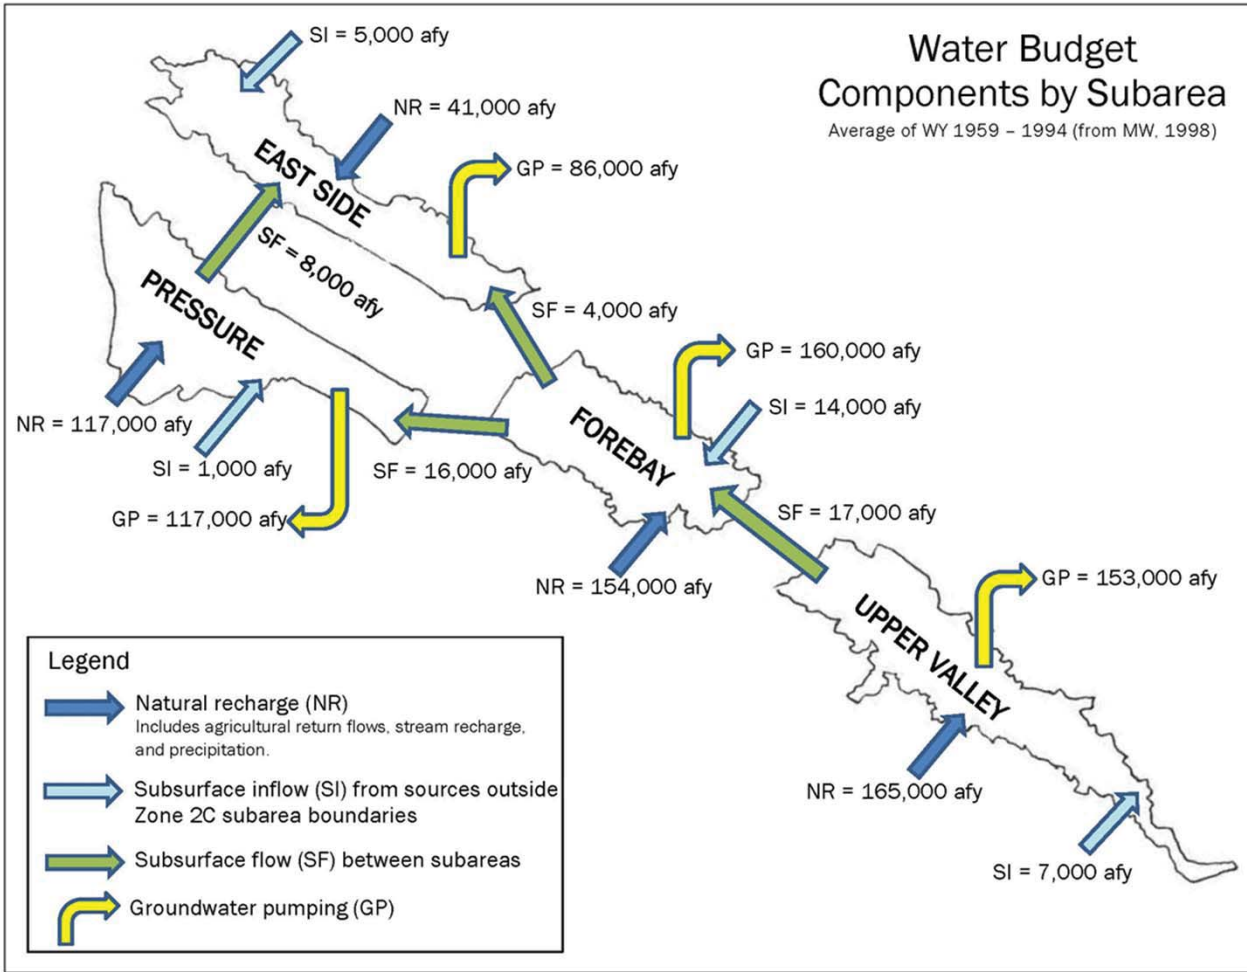 Water Budget
Components by Subarea
Average of WY 1959 – 1994 (from MW, 1998)
SI = 5,000 afy
NR = 41,000 afy
GP = 86,000 afy
EAST SIDE
SF = 8,000 afy
PRESSURE
SF = 4,000 afy
GP = 160,000 afy
SI = 14,000 afy
FOREBAY
NR = 117,000 afy
SI = 1,000 afy
SF = 16,000 afy
GP = 117,000 afy
SF = 17,000 afy
NR = 154,000 afy
GP = 153,000 afy
UPPER VALLEY
NR = 165,000 afy
SI = 7,000 afy
Legend
Natural recharge (NR)
Includes agricultural return flows, stream recharge,
and precipitation.
Subsurface inflow (SI) from sources outside
Zone 2C subarea boundaries
Subsurface flow (SF) between subareas
Groundwater pumping (GP)